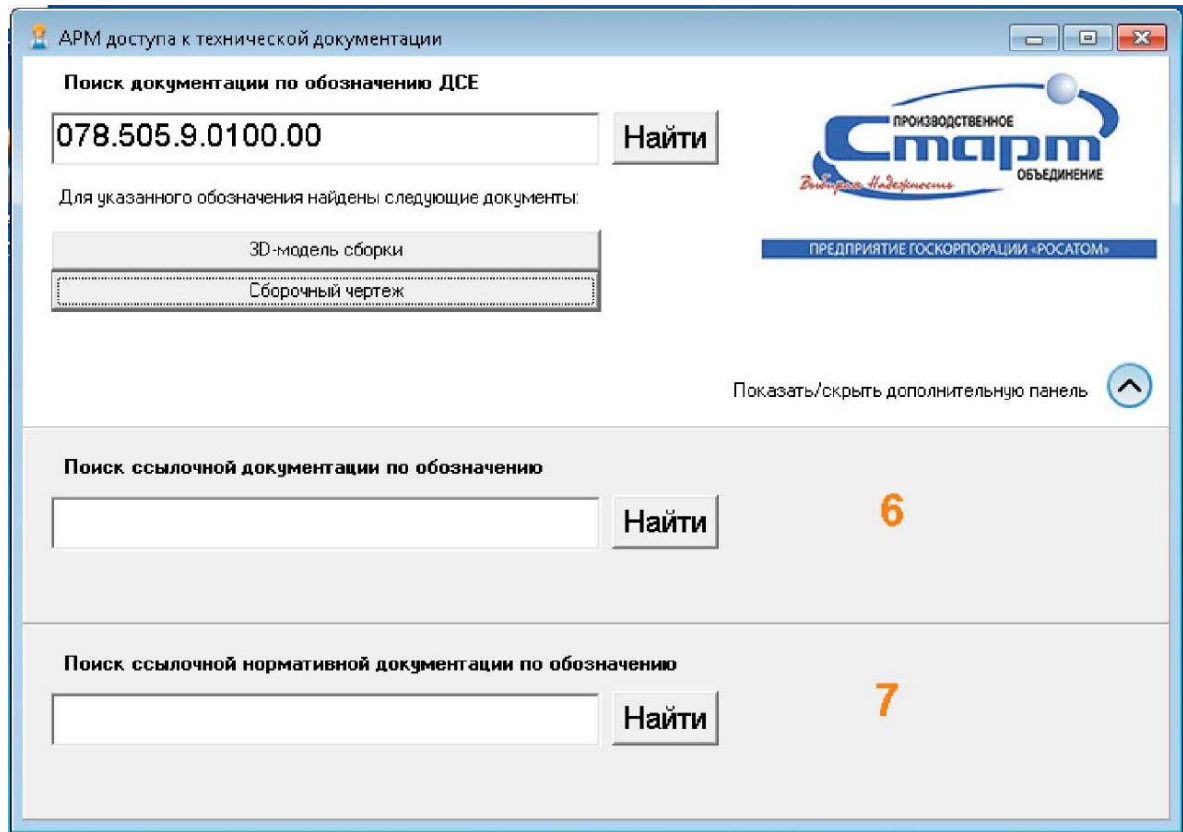 АРМ доступа к технической документации
Поиск документации по обозначению ДСЕ
078.505.9.0100.00
Найти
ПРОИЗВОДСТВЕННОЕ
Старт
ОБЪЕДИНЕНИЕ
Выбирая Надежность
Для указанного обозначения найдены следующие документы:
3D-модель сборки
ПРЕДПРИЯТИЕ ГОСКОРПОРАЦИИ «РОСАТОМ»
Сборочный чертеж
Показать/скрыть дополнительную панель
Поиск ссылочной документации по обозначению
Найти
6
Поиск ссылочной нормативной документации по обозначению
Найти
7